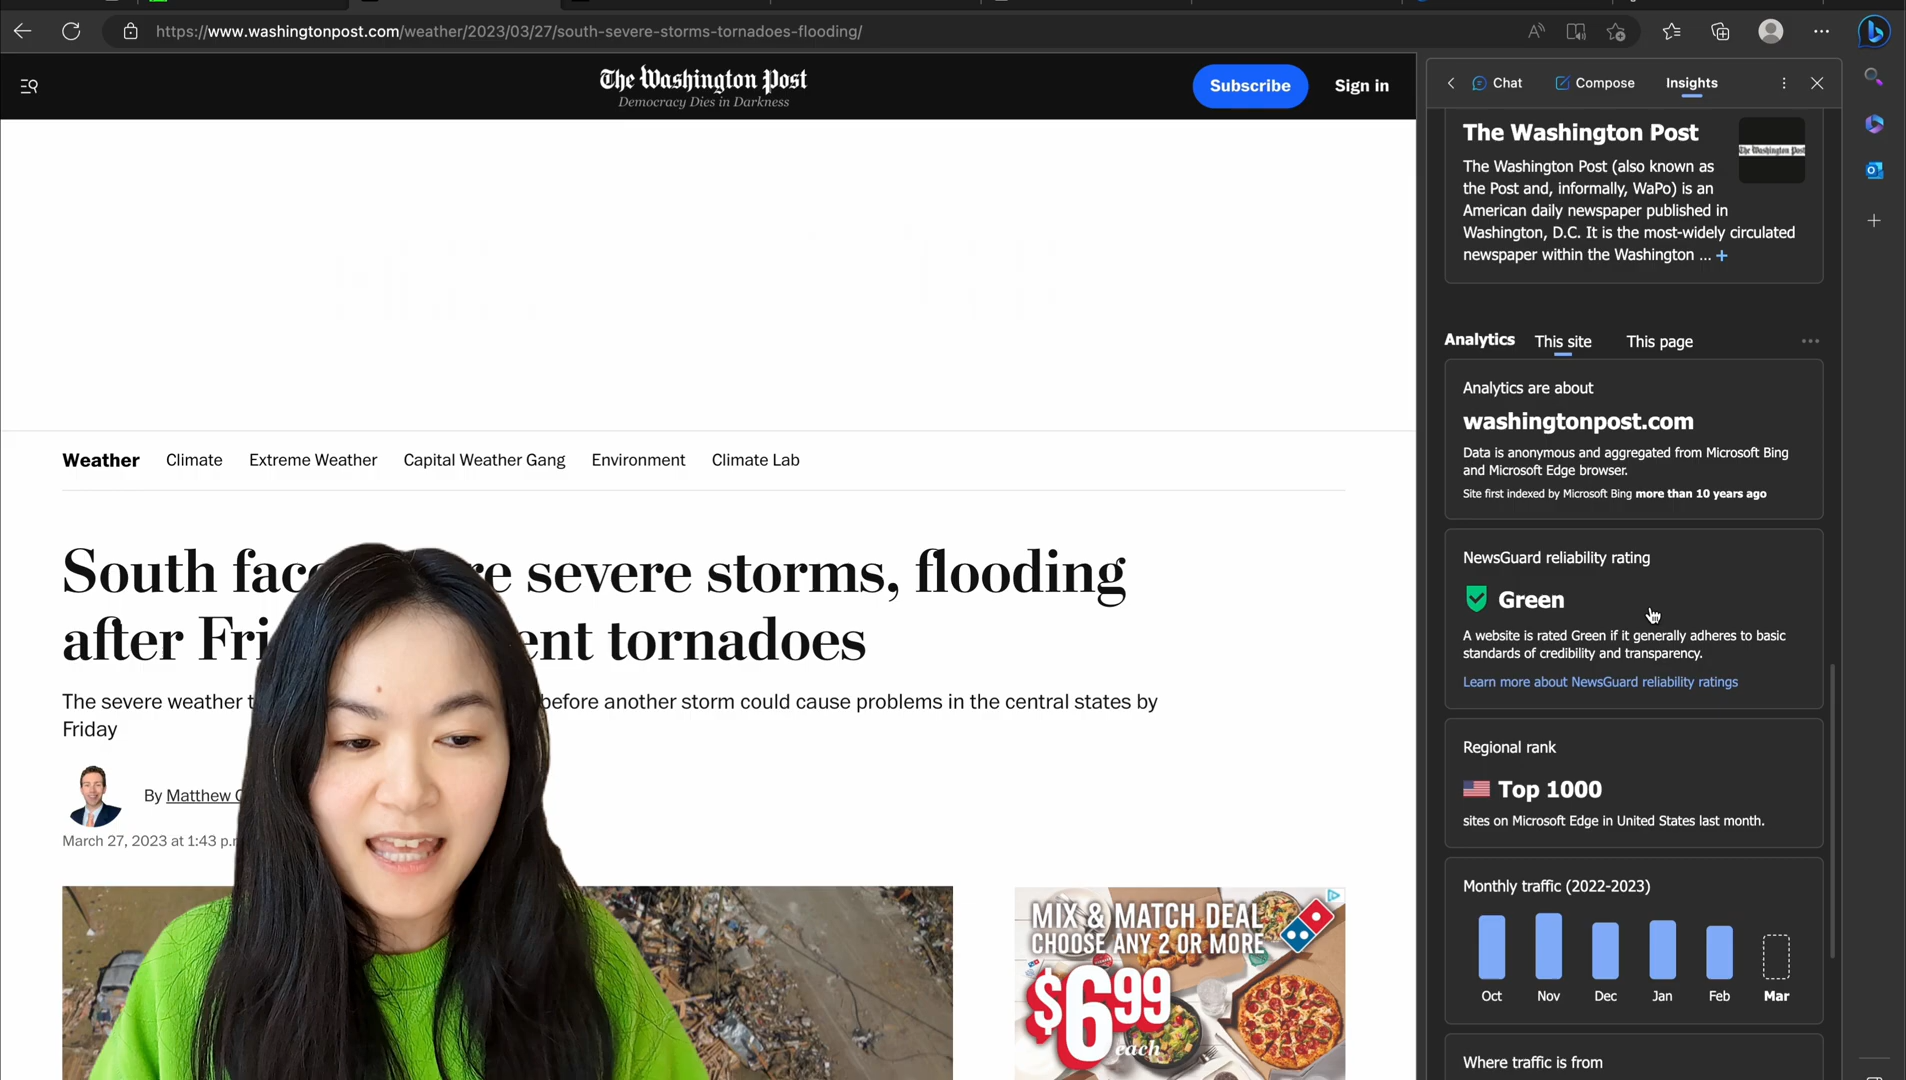 https://www.washingtonpost.com/weather/2023/03/27/south-severe-storms-tornadoes-flooding/
The Washington Post
Democracy Dies in Darkness
Subscribe
Sign in
Weather
Climate
Extreme Weather
Capital Weather Gang
Environment
Climate Lab
South severe storms, flooding
after tornadoes
The severe weather before another storm could cause problems in the central states by
Friday
By Matthew
March 27, 2023 at 1:43
MIX & MATCH DEAL
CHOOSE ANY 2 OR MORE
$6.99
each
Chat
Compose
Insights
The Washington Post
The Washington Post
The Washington Post (also known as
the Post and, informally, WaPo) is an
American daily newspaper published in
Washington, D.C. It is the most-widely circulated
newspaper within the Washington ... +
Analytics
This site
This page
Analytics are about
washingtonpost.com
Data is anonymous and aggregated from Microsoft Bing
and Microsoft Edge browser.
Site first indexed by Microsoft Bing more than 10 years ago
NewsGuard reliability rating
Green
A website is rated Green if it generally adheres to basic
standards of credibility and transparency.
Learn more about NewsGuard reliability ratings
Regional rank
Top 1000
sites on Microsoft Edge in United States last month.
Monthly traffic (2022-2023)
Oct Nov Dec Jan Feb Mar
Where traffic is from